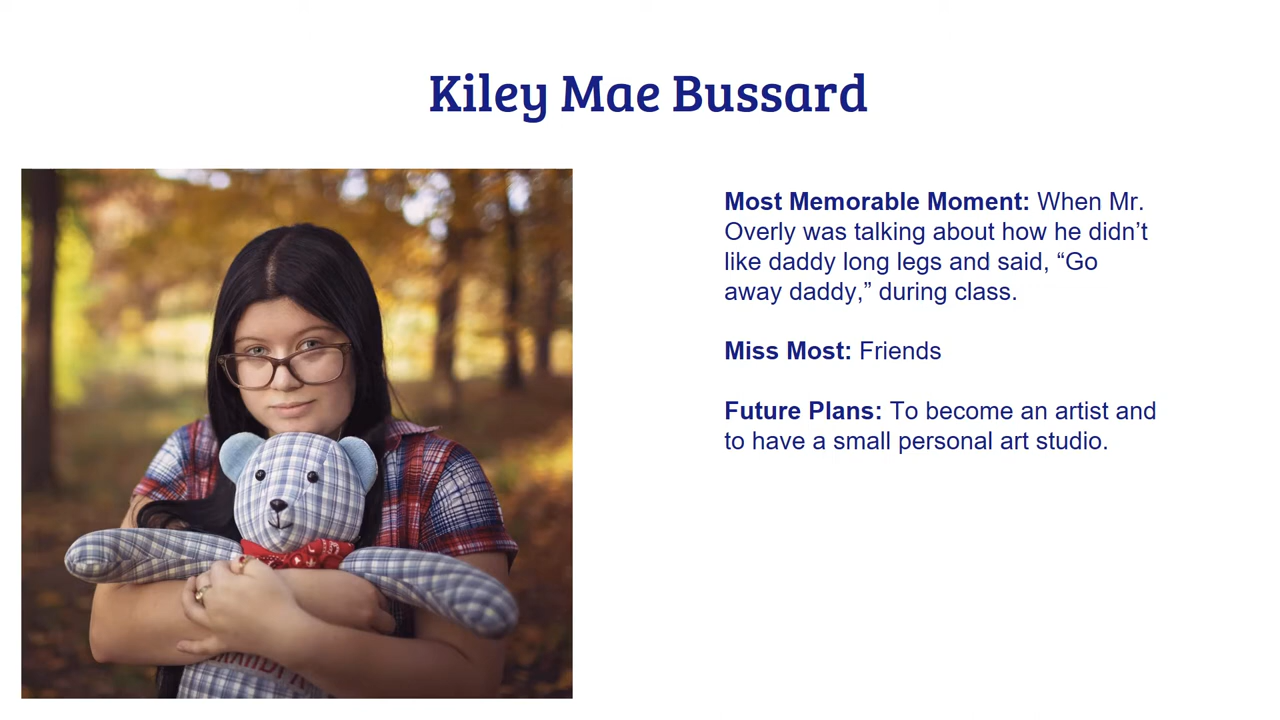 Kiley Mae Bussard
Most Memorable Moment: When Mr.
Overly was talking about how he didn’t
like daddy long legs and said, “Go
away daddy,” during class.
Miss Most: Friends
Future Plans: To become an artist and
to have a small personal art studio.